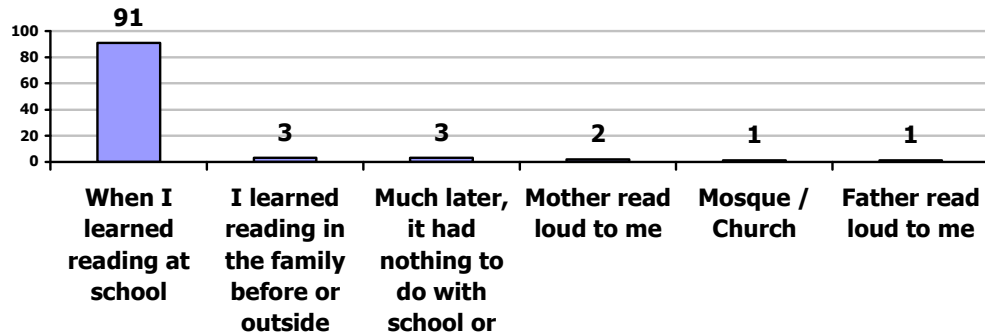 91
100
80
60
40
20
0
3
3
2
1
1
When I
learned
reading at
school
I learned
reading in
the family
before or
outside
Much later,
it had
nothing to
do with
school or
Mother read
loud to me
Mosque /
Church
Father read
loud to me